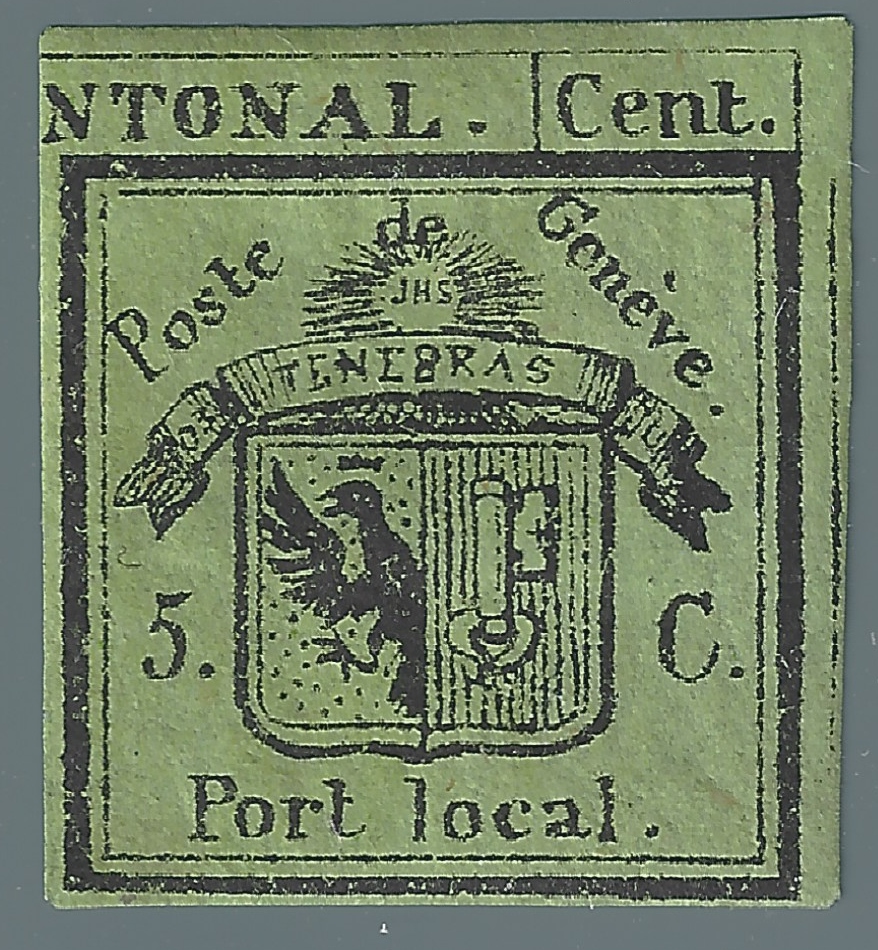 NTONAL. Cent.
Poste de Genève.
JHS
TENEBRAS
5. C.
Port local.